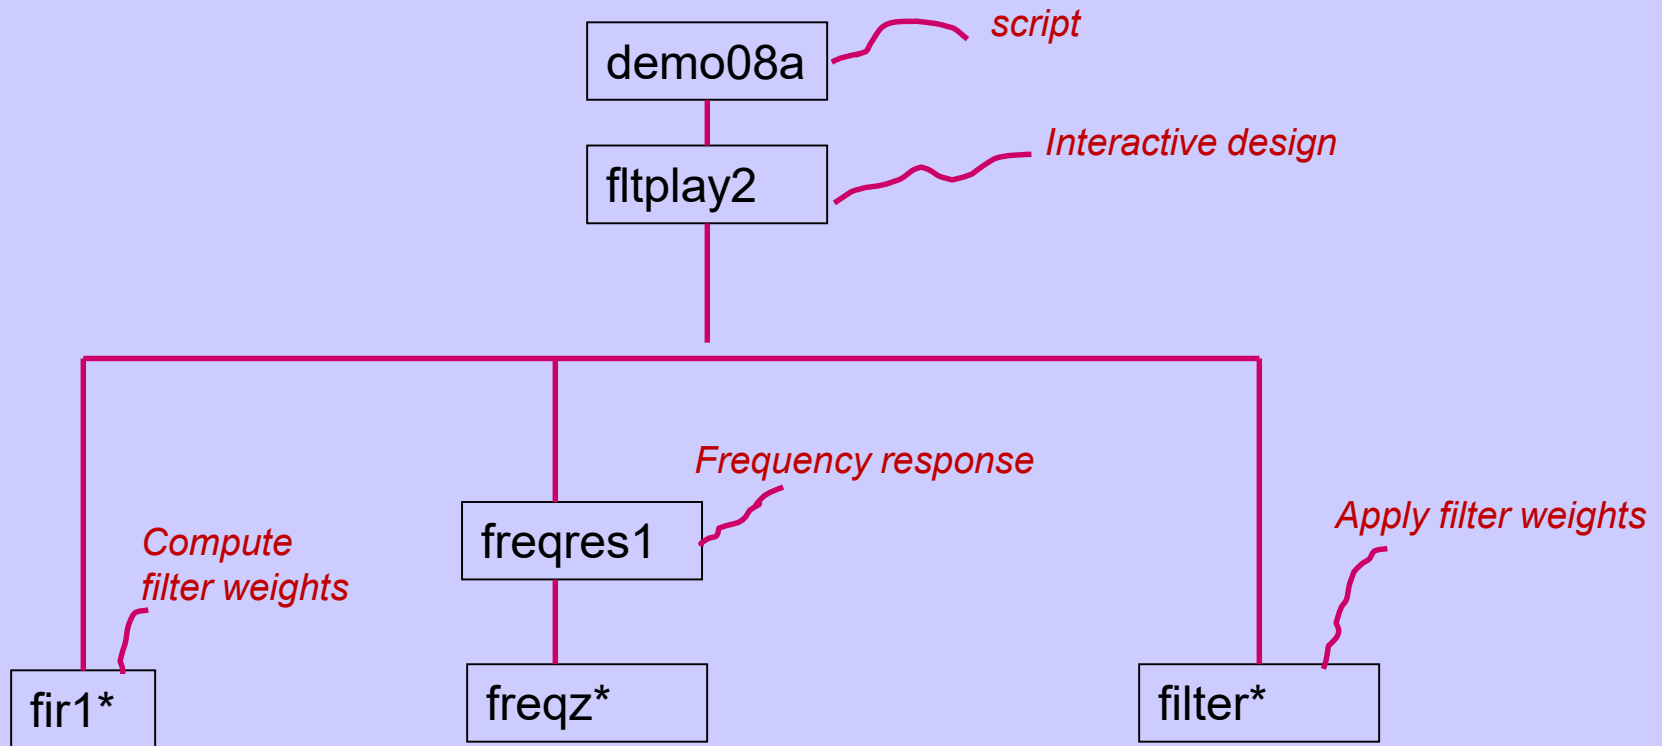 script
demo08a
Interactive design
fltplay2
Frequency response
Apply filter weights
freqres1
Compute
filter weights
fir1*
freqz*
filter*